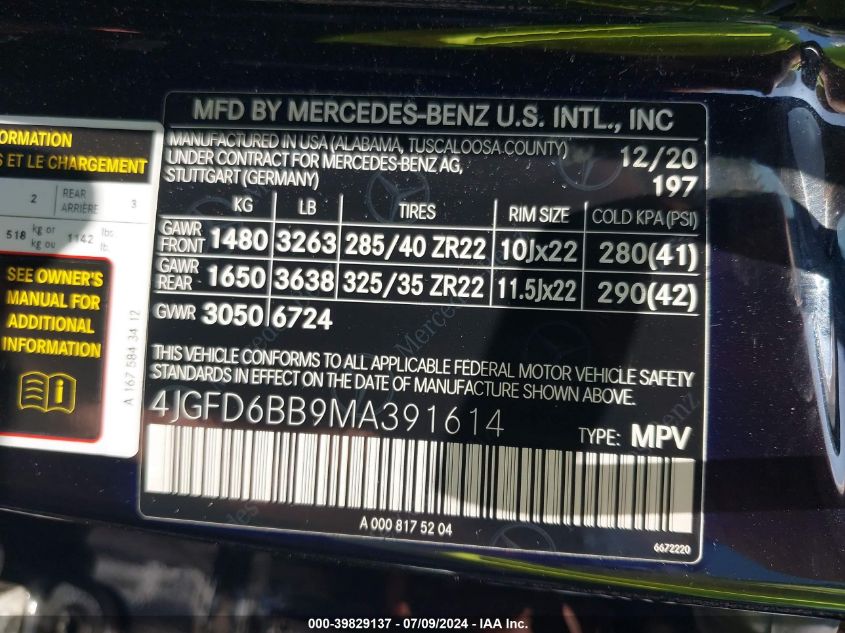 ORMATION
S ET LE CHARGEMENT
2 REAR ARRIÈRE 3
518 kg or kg ou 1142 lbs lb.
SEE OWNER'S
MANUAL FOR
ADDITIONAL
INFORMATION
A 167 584 34 12
MFD BY MERCEDES-BENZ U.S. INTL., INC
MANUFACTURED IN USA (ALABAMA, TUSCALOOSA COUNTY)
UNDER CONTRACT FOR MERCEDES-BENZ AG,
STUTTGART (GERMANY)
12/20
197
KG LB TIRES RIM SIZE COLD KPA (PSI)
GAWR FRONT 1480 3263 285/40 ZR22 10Jx22 280(41)
GAWR REAR 1650 3638 325/35 ZR22 11.5Jx22 290(42)
GVWR 3050 6724
THIS VEHICLE CONFORMS TO ALL APPLICABLE FEDERAL MOTOR VEHICLE SAFETY
STANDARDS IN EFFECT ON THE DATE OF MANUFACTURE SHOWN ABOVE.
4JGFD6BB9MA391614
TYPE: MPV
A 000 817 52 04
6672220
000-39829137 - 07/09/2024 - IAA Inc.